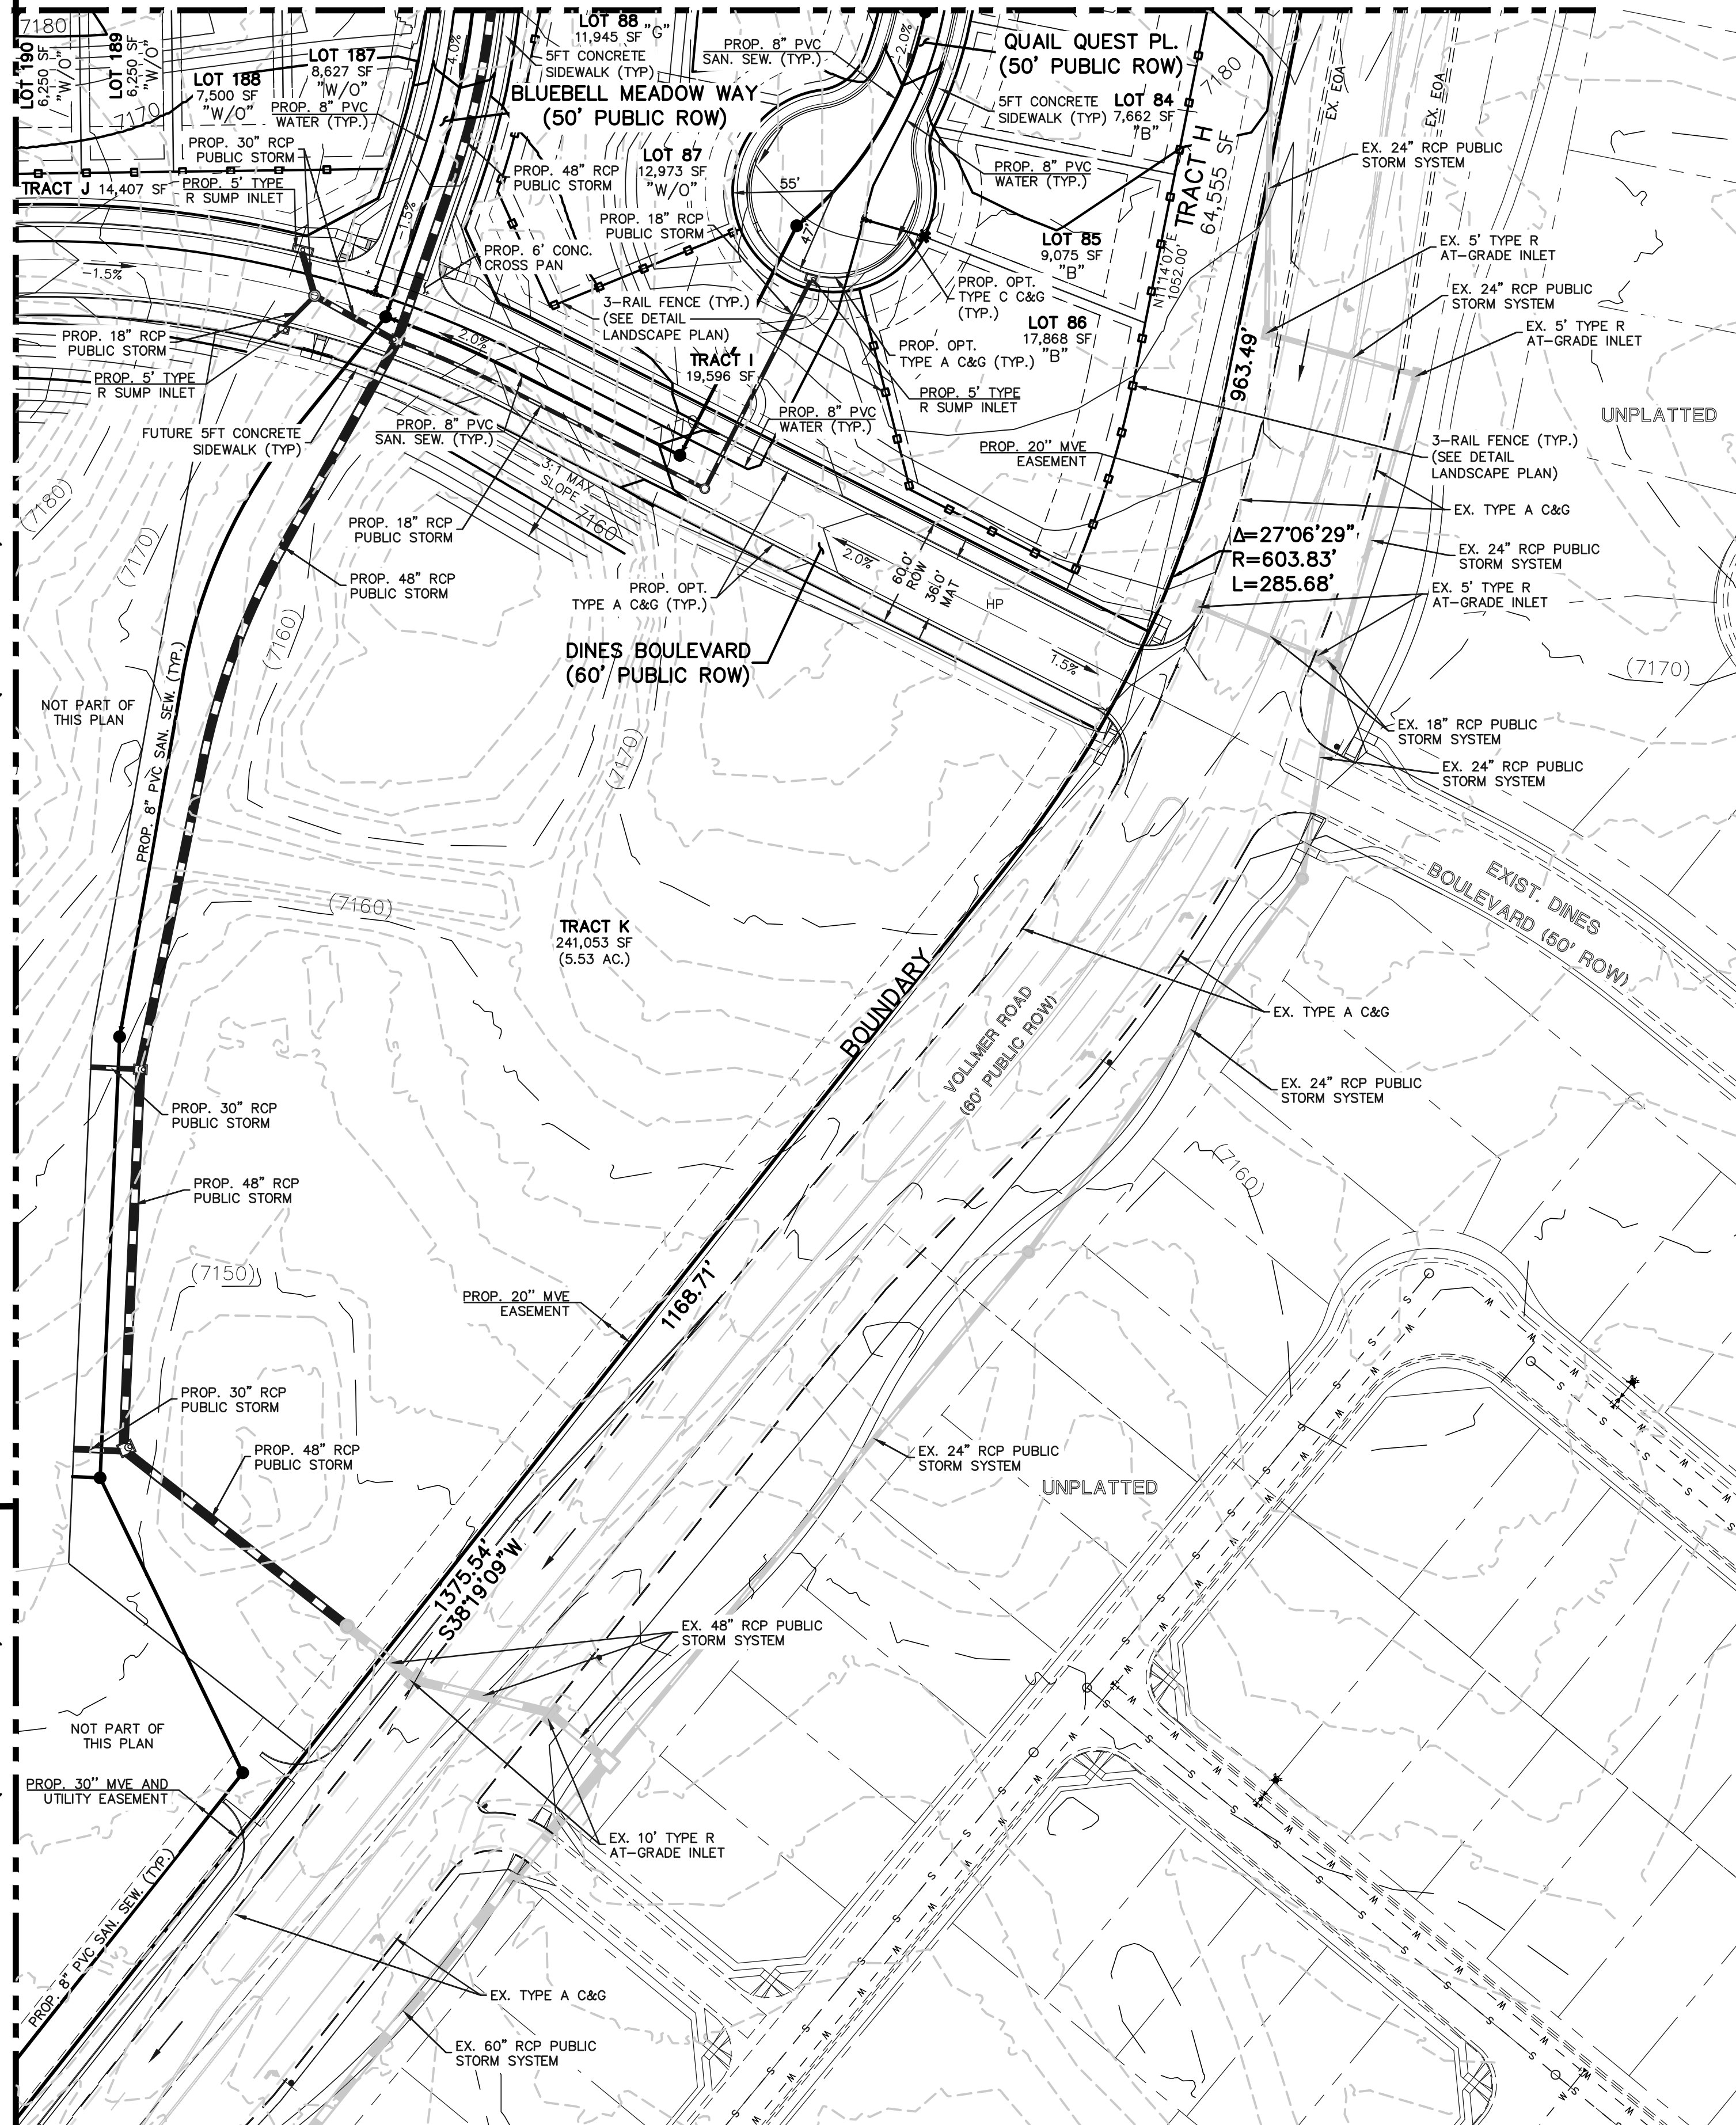 7180
LOT 190
6,250 SF
"W/O"
LOT 189
6,250 SF
"W/O"
LOT 188
7,500 SF
"W/O"
LOT 187
8,627 SF
"W/O"
7170
PROP. 8" PVC
WATER (TYP.)
PROP. 30" RCP
PUBLIC STORM
TRACT J 14,407 SF
PROP. 5' TYPE
R SUMP INLET
4.0%
LOT 88
11,945 SF "G"
5FT CONCRETE
SIDEWALK (TYP)
BLUEBELL MEADOW WAY
(50' PUBLIC ROW)
PROP. 8" PVC
SAN. SEW. (TYP.)
2.0%
QUAIL QUEST PL.
(50' PUBLIC ROW)
7180
5FT CONCRETE
SIDEWALK (TYP)
LOT 84
7,662 SF
"B"
PROP. 8" PVC
WATER (TYP.)
TRACT H
64,555 SF
EX. EOA
EX. EOA
EX. 24" RCP PUBLIC
STORM SYSTEM
LOT 87
12,973 SF
"W/O"
PROP. 48" RCP
PUBLIC STORM
PROP. 18" RCP
PUBLIC STORM
55'
47'
-1.5%
-1.5%
PROP. 6' CONC.
CROSS PAN
LOT 85
9,075 SF
"B"
N11°14'07"E
1052.00'
EX. 5' TYPE R
AT-GRADE INLET
PROP. OPT.
TYPE C C&G
(TYP.)
EX. 24" RCP PUBLIC
STORM SYSTEM
3-RAIL FENCE (TYP.)
(SEE DETAIL
LANDSCAPE PLAN)
LOT 86
17,868 SF
"B"
EX. 5' TYPE R
AT-GRADE INLET
PROP. 18" RCP
PUBLIC STORM
2.0%
PROP. OPT.
TYPE A C&G (TYP.)
TRACT I
19,596 SF
963.49'
PROP. 5' TYPE
R SUMP INLET
PROP. 5' TYPE
R SUMP INLET
UNPLATTED
PROP. 8" PVC
SAN. SEW. (TYP.)
PROP. 8" PVC
WATER (TYP.)
FUTURE 5FT CONCRETE
SIDEWALK (TYP)
PROP. 20" MVE
EASEMENT
3-RAIL FENCE (TYP.)
(SEE DETAIL
LANDSCAPE PLAN)
3:1 MAX
SLOPE
7160
(7180)
EX. TYPE A C&G
PROP. 18" RCP
PUBLIC STORM
Δ=27°06'29"
R=603.83'
L=285.68'
EX. 24" RCP PUBLIC
STORM SYSTEM
2.0%
60.0'
ROW
36.0'
MAT
HP
(7170)
PROP. 48" RCP
PUBLIC STORM
PROP. OPT.
TYPE A C&G (TYP.)
EX. 5' TYPE R
AT-GRADE INLET
(7160)
DINES BOULEVARD
(60' PUBLIC ROW)
1.5%
(7170)
NOT PART OF
THIS PLAN
PROP. 8" PVC SAN. SEW. (TYP.)
(7170)
EX. 18" RCP PUBLIC
STORM SYSTEM
EX. 24" RCP PUBLIC
STORM SYSTEM
(7160)
TRACT K
241,053 SF
(5.53 AC.)
EXIST. DINES
BOULEVARD (50' ROW)
BOUNDARY
VOLLMER ROAD
(60' PUBLIC ROW)
EX. TYPE A C&G
EX. 24" RCP PUBLIC
STORM SYSTEM
PROP. 30" RCP
PUBLIC STORM
(7160)
PROP. 48" RCP
PUBLIC STORM
(7150)
PROP. 20" MVE
EASEMENT
1168.71'
PROP. 30" RCP
PUBLIC STORM
PROP. 48" RCP
PUBLIC STORM
EX. 24" RCP PUBLIC
STORM SYSTEM
UNPLATTED
1375.54'
S38°19'09"W
EX. 48" RCP PUBLIC
STORM SYSTEM
NOT PART OF
THIS PLAN
PROP. 30" MVE AND
UTILITY EASEMENT
EX. 10' TYPE R
AT-GRADE INLET
PROP. 8" PVC SAN. SEW. (TYP.)
EX. TYPE A C&G
EX. 60" RCP PUBLIC
STORM SYSTEM